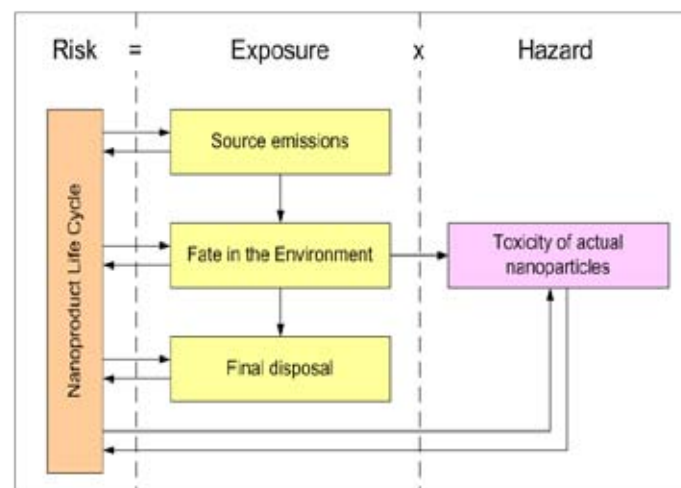 Risk = Exposure x Hazard
Nanoproduct Life Cycle
Source emissions
Fate in the Environment
Toxicity of actual
nanoparticles
Final disposal